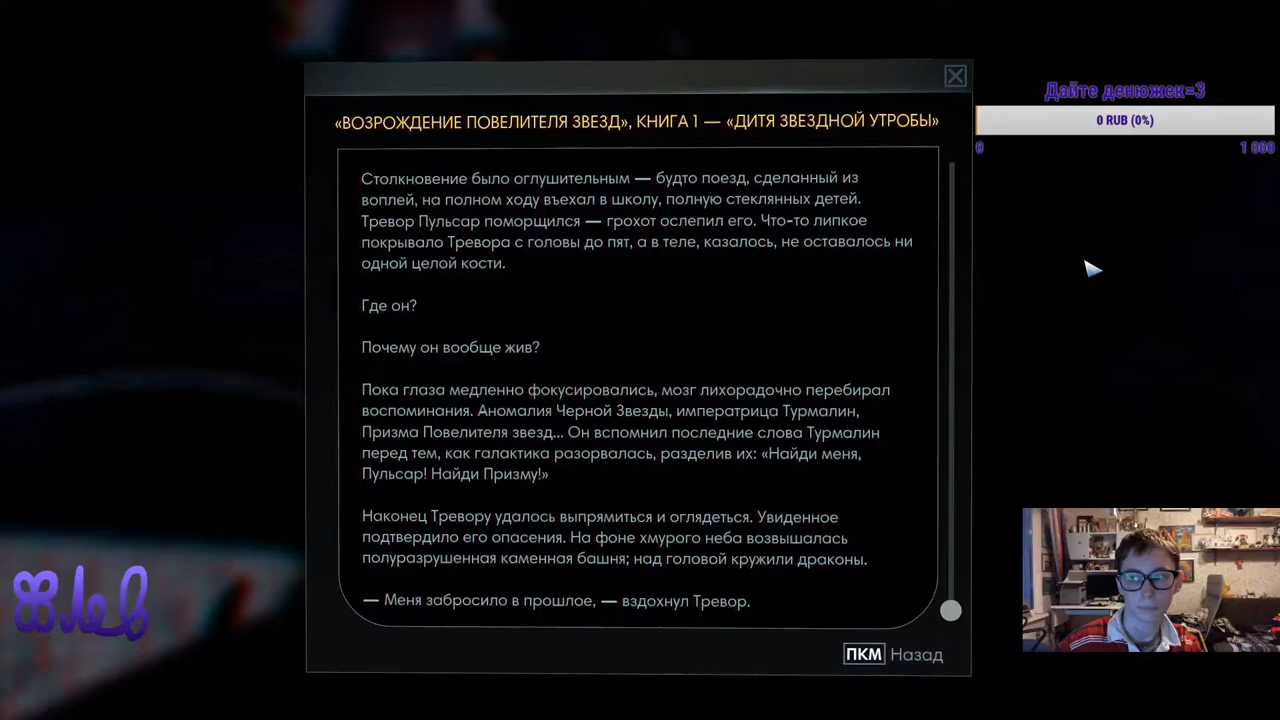 Дайте денюжек=3
0 RUB (0%)
0
1 000
«ВОЗРОЖДЕНИЕ ПОВЕЛИТЕЛЯ ЗВЕЗД», КНИГА 1 — «ДИТЯ ЗВЕЗДНОЙ УТРОБЫ»
Столкновение было оглушительным — будто поезд, сделанный из
воплей, на полном ходу въехал в школу, полную стеклянных детей.
Тревор Пульсар поморщился — грохот ослепил его. Что-то липкое
покрывало Тревора с головы до пят, а в теле, казалось, не оставалось ни
одной целой кости.
Где он?
Почему он вообще жив?
Пока глаза медленно фокусировались, мозг лихорадочно перебирал
воспоминания. Аномалия Черной Звезды, императрица Турмалин,
Призма Повелителя звезд... Он вспомнил последние слова Турмалин
перед тем, как галактика разорвалась, разделив их: «Найди меня,
Пульсар! Найди Призму!»
Наконец Тревору удалось выпрямиться и оглядеться. Увиденное
подтвердило его опасения. На фоне хмурого неба возвышалась
полуразрушенная каменная башня; над головой кружили драконы.
— Меня забросило в прошлое, — вздохнул Тревор.
ПКМ Назад